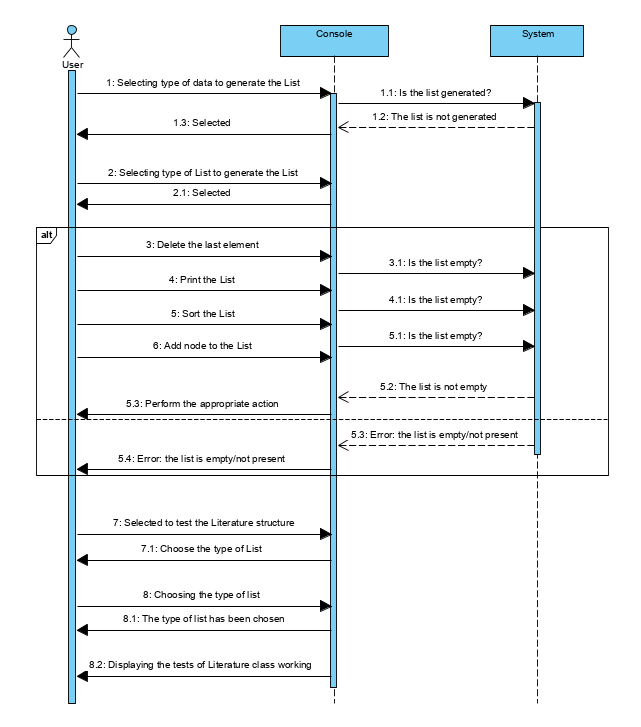 Console
System
User
1: Selecting type of data to generate the List
1.1: Is the list generated?
1.2: The list is not generated
1.3: Selected
2: Selecting type of List to generate the List
2.1: Selected
alt
3: Delete the last element
3.1: Is the list empty?
4: Print the List
4.1: Is the list empty?
5: Sort the List
5.1: Is the list empty?
6: Add node to the List
5.2: The list is not empty
5.3: Perform the appropriate action
5.3: Error: the list is empty/not present
5.4: Error: the list is empty/not present
7: Selected to test the Literature structure
7.1: Choose the type of List
8: Choosing the type of list
8.1: The type of list has been chosen
8.2: Displaying the tests of Literature class working